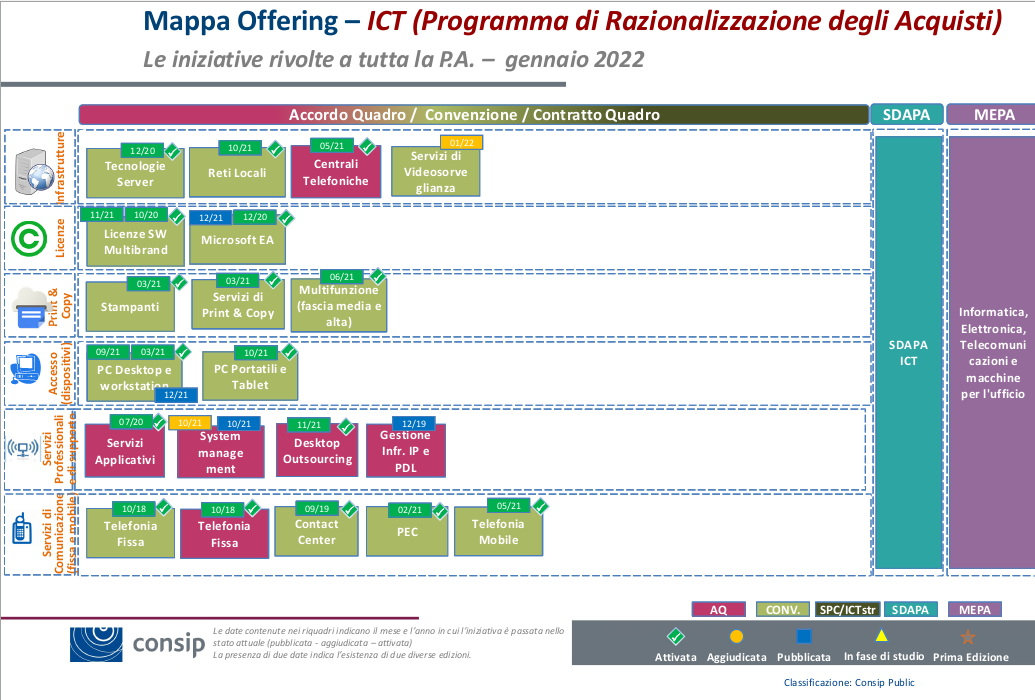 Mappa Offering – ICT (Programma di Razionalizzazione degli Acquisti)
Le iniziative rivolte a tutta la P.A. – gennaio 2022
Accordo Quadro / Convenzione / Contratto Quadro
SDAPA
MEPA
Infrastrutture
12/20
Tecnologie
Server
10/21
Reti Locali
05/21
Centrali
Telefoniche
01/22
Servizi di
Videosorve
glianza
Licenze
11/21
10/20
Licenze SW
Multibrand
12/21
12/20
Microsoft EA
Print &
Copy
03/21
Stampanti
03/21
Servizi di
Print & Copy
06/21
Multifunzione
(fascia media e
alta)
Accesso
(dispositivi)
09/21
03/21
PC Desktop e
workstation
12/21
10/21
PC Portatili e
Tablet
Servizi
Professionali
e di supporto
07/20
Servizi
Applicativi
10/21
10/21
System
manage
ment
11/21
Desktop
Outsourcing
12/19
Gestione
Infr. IP e
PDL
Servizi di
Comunicazione
(fissa e mobile)
10/18
Telefonia
Fissa
10/18
Telefonia
Fissa
09/19
Contact
Center
02/21
PEC
05/21
Telefonia
Mobile
SDAPA
ICT
Informatica,
Elettronica,
Telecomuni
cazioni e
macchine
per l'ufficio
AQ
CONV.
SPC/ICTstr
SDAPA
MEPA
Attivata
Aggiudicata
Pubblicata
In fase di studio
Prima Edizione
consip
Le date contenute nei riquadri indicano il mese e l'anno in cui l'iniziativa è passata nello
stato attuale (pubblicata - aggiudicata – attivata)
La presenza di due date indica l'esistenza di due diverse edizioni.
Classificazione: Consip Public